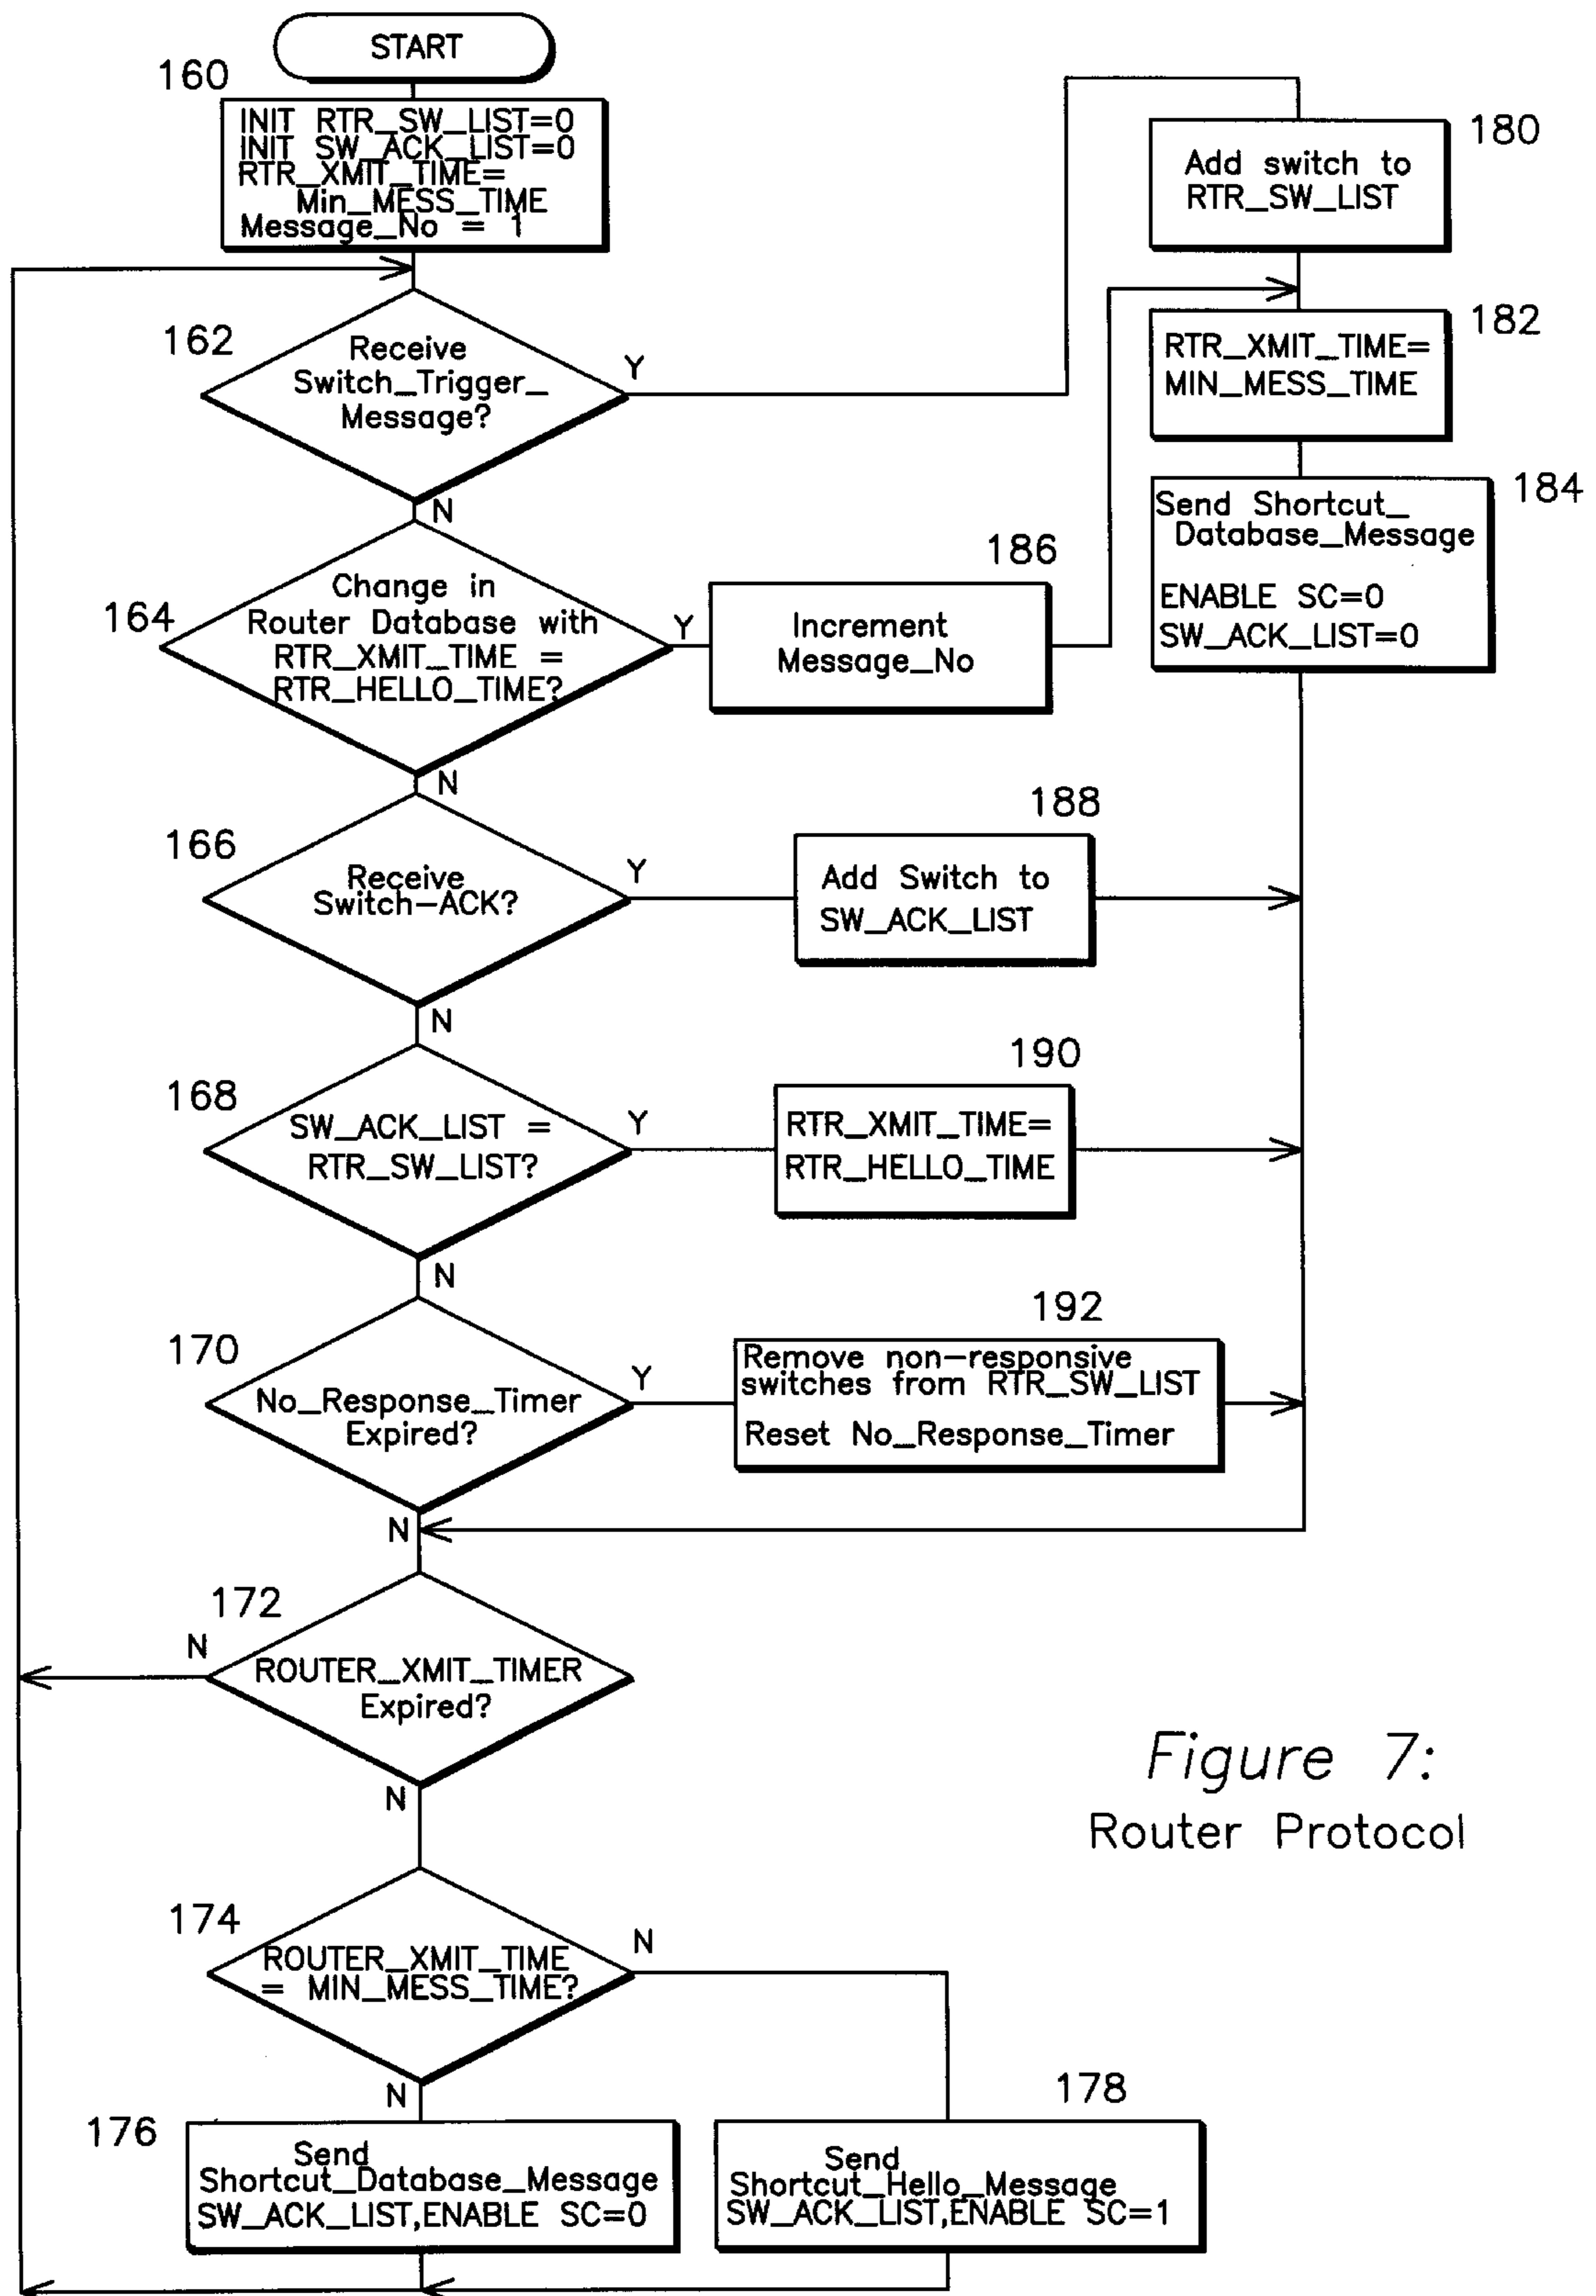 START
160
INIT RTR_SW_LIST=0
INIT SW_ACK_LIST=0
RTR_XMIT_TIME=
Min_MESS_TIME
Message_No = 1
180
Add switch to
RTR_SW_LIST
162
Receive
Switch_Trigger_
Message?
Y
N
182
RTR_XMIT_TIME=
MIN_MESS_TIME
184
Send Shortcut_
Database_Message
ENABLE SC=0
SW_ACK_LIST=0
164
Change in
Router Database with
RTR_XMIT_TIME =
RTR_HELLO_TIME?
Y
N
186
Increment
Message_No
166
Receive
Switch-ACK?
Y
N
188
Add Switch to
SW_ACK_LIST
168
SW_ACK_LIST =
RTR_SW_LIST?
Y
N
190
RTR_XMIT_TIME=
RTR_HELLO_TIME
170
No_Response_Timer
Expired?
Y
N
192
Remove non-responsive
switches from RTR_SW_LIST
Reset No_Response_Timer
172
N
ROUTER_XMIT_TIMER
Expired?
N
Figure 7:
Router Protocol
174
ROUTER_XMIT_TIME
= MIN_MESS_TIME?
N
N
176
Send
Shortcut_Database_Message
SW_ACK_LIST,ENABLE SC=0
178
Send
Shortcut_Hello_Message
SW_ACK_LIST,ENABLE SC=1